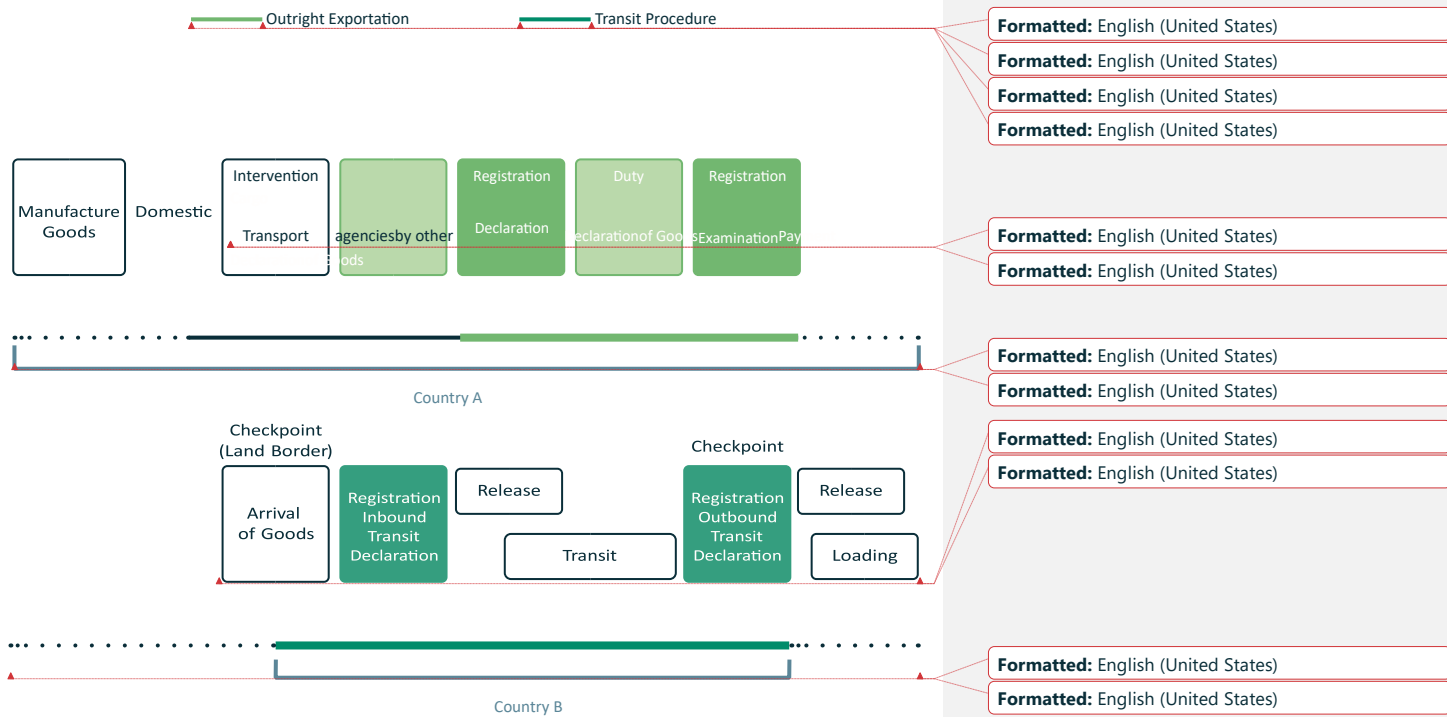 Outright Exportation
Transit Procedure
Formatted: English (United States)
Formatted: English (United States)
Formatted: English (United States)
Formatted: English (United States)
Manufacture
Goods
Domestic
Intervention
Transport
oods
agenciesby other
Registration
Declaration
Duty
eclarationof Goods
Registration
ExaminationPay
Formatted: English (United States)
Formatted: English (United States)
Formatted: English (United States)
Formatted: English (United States)
Country A
Checkpoint
(Land Border)
Arrival
of Goods
Registration
Inbound
Transit
Declaration
Release
Transit
Checkpoint
Registration
Outbound
Transit
Declaration
Release
Loading
Formatted: English (United States)
Formatted: English (United States)
Formatted: English (United States)
Formatted: English (United States)
Country B